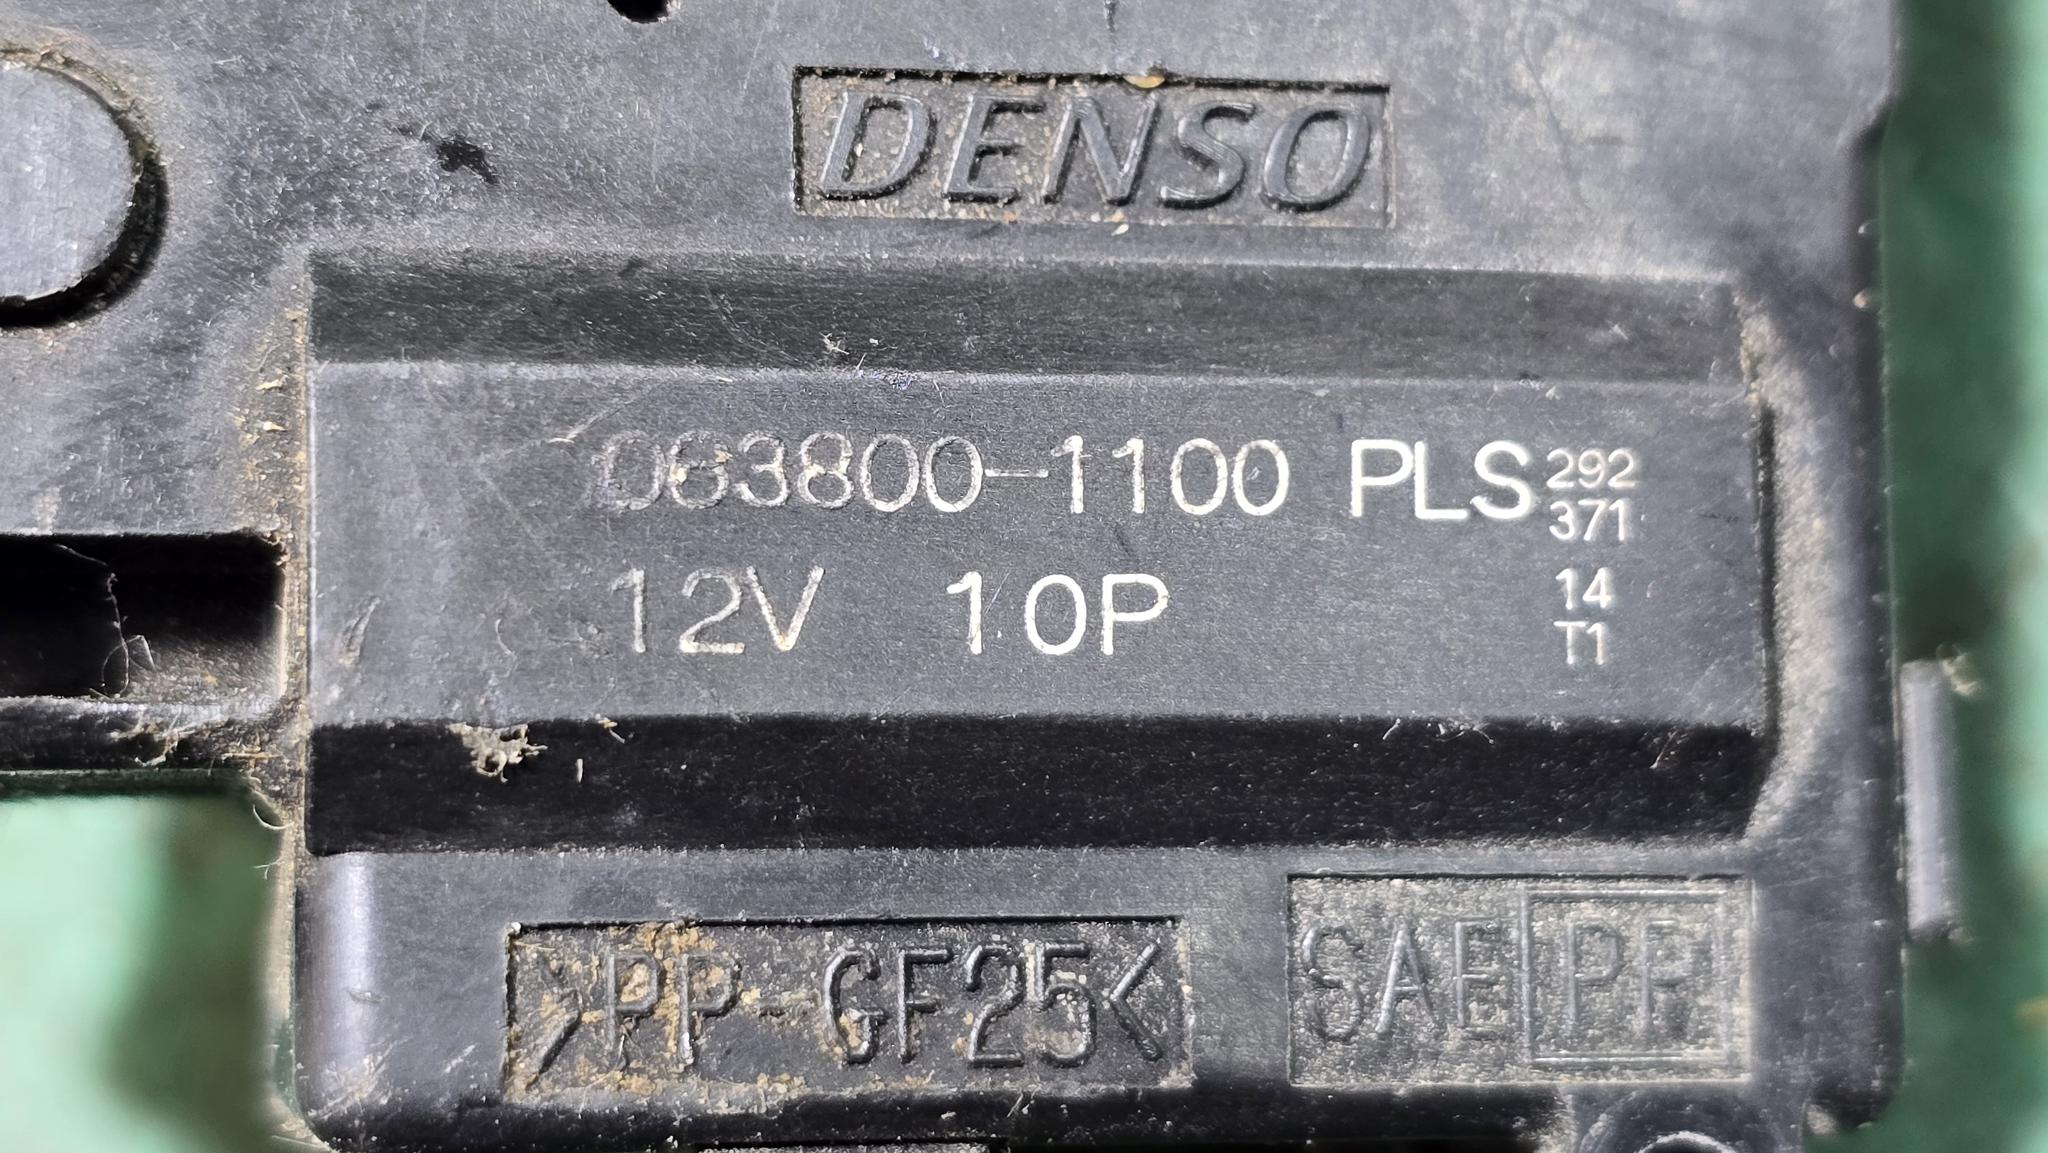 DENSO
063800-1100 PLS 292
371
12V 10P 14
T1
>PP-GF25<
SAE PP